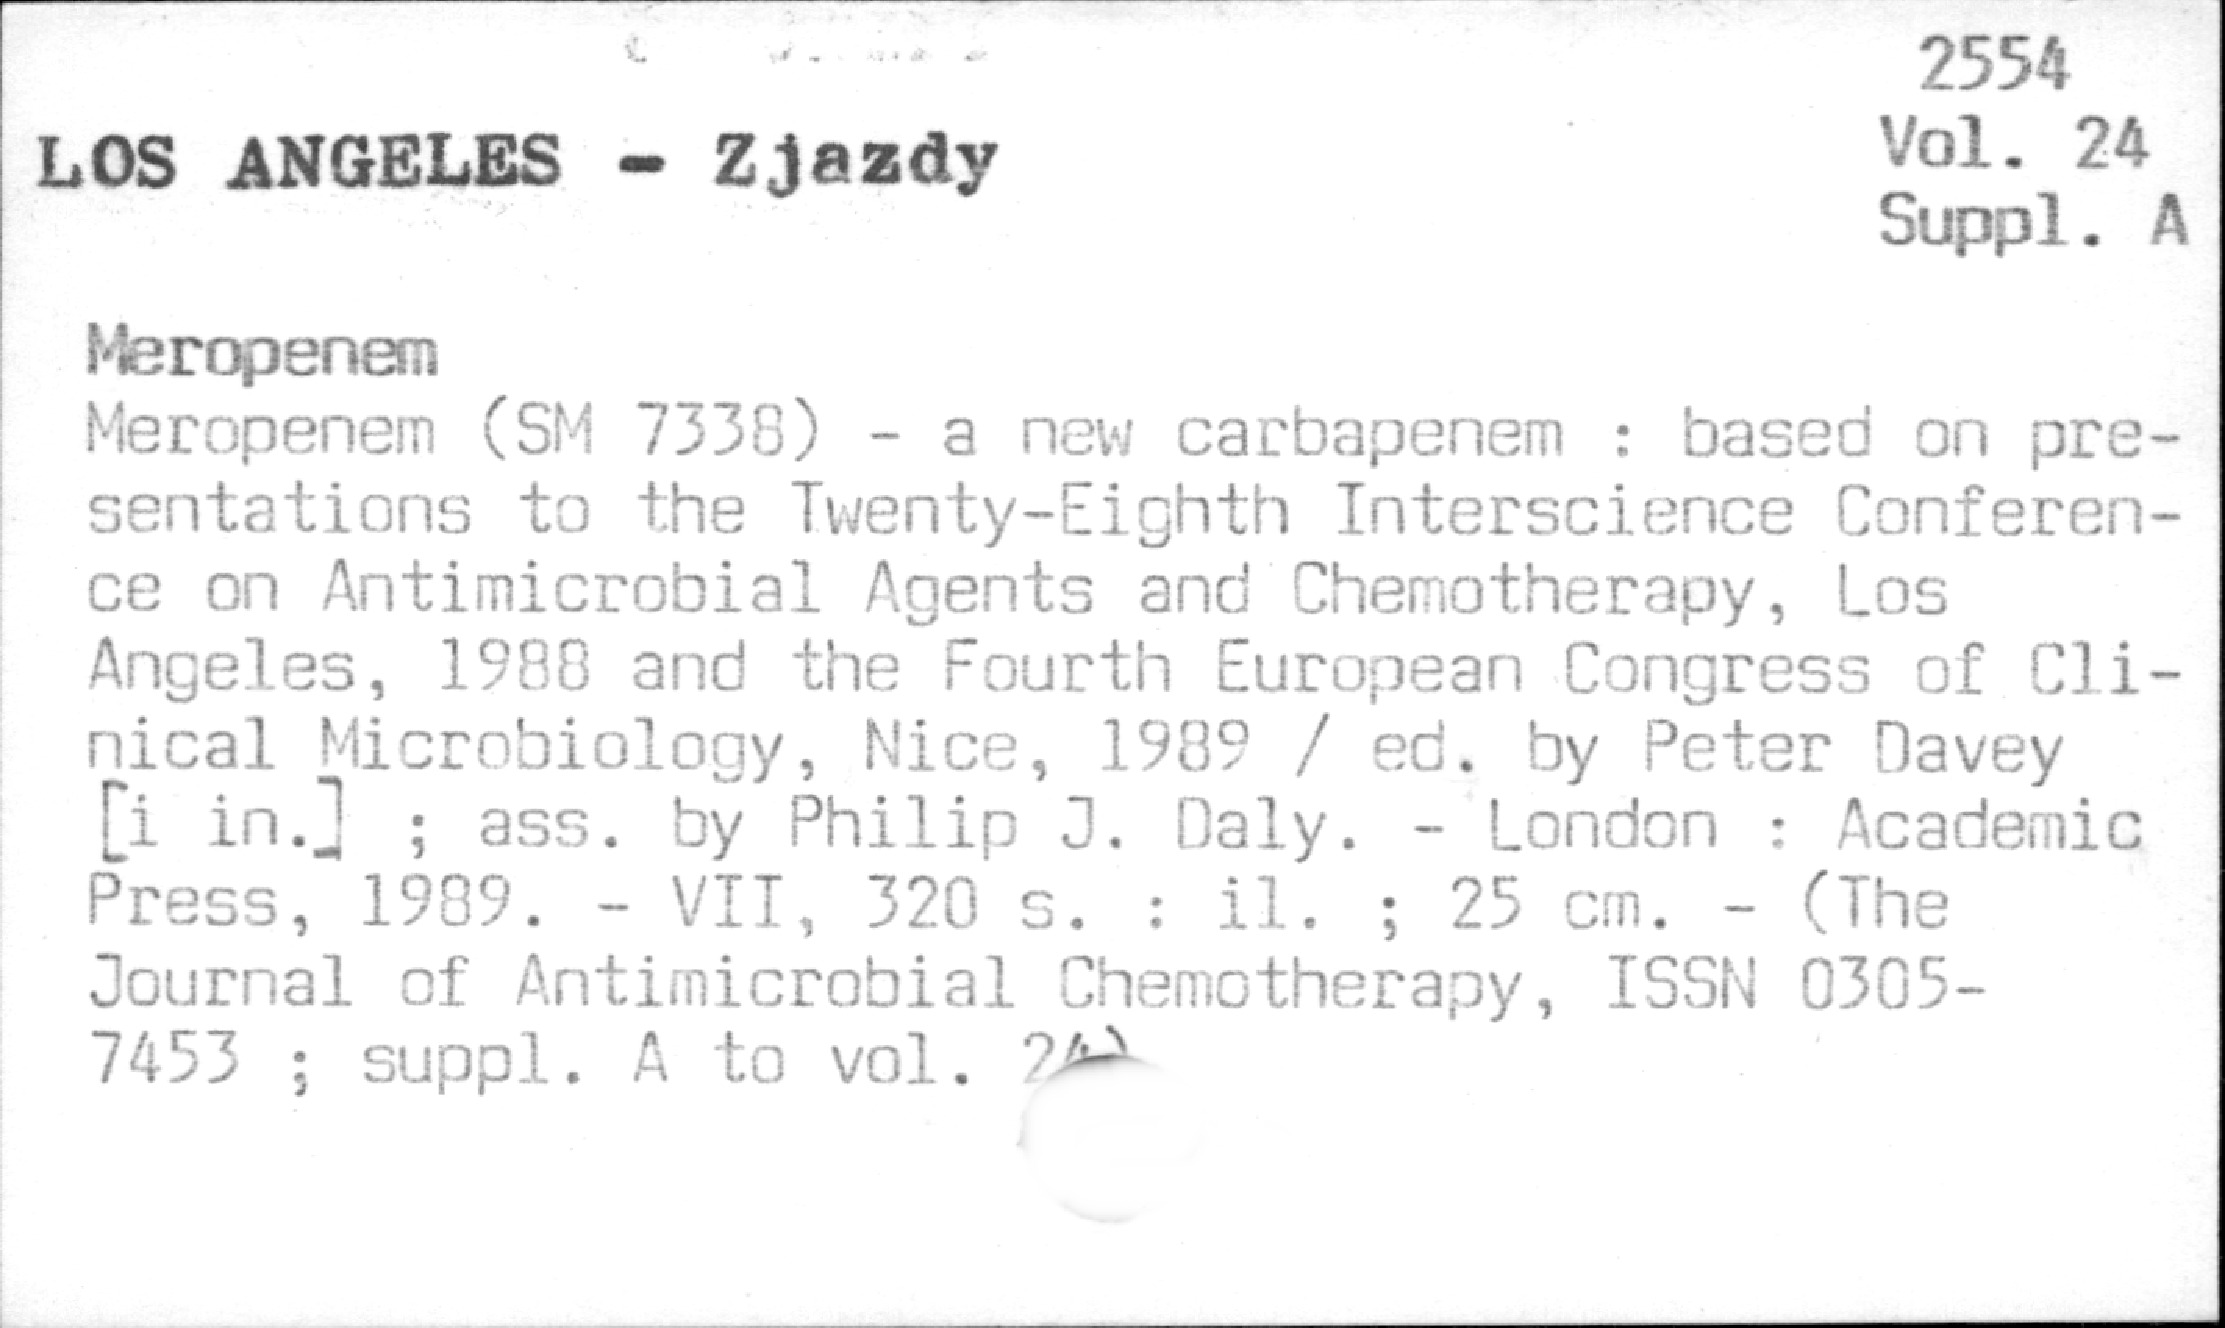 2554
LOS ANGELES - Zjazdy
Vol. 24
Suppl. A
Meropenem
Meropenem (SM 7338) - a new carbapenem : based on pre-
sentations to the Twenty-Eighth Interscience Conferen-
ce on Antimicrobial Agents and Chemotherapy, Los
Angeles, 1988 and the Fourth European Congress of Cli-
nical Microbiology, Nice, 1989 / ed. by Peter Davey
[i in.] ; ass. by Philip J. Daly. - London : Academic
Press, 1989. - VII, 320 s. : il. ; 25 cm. - (The
Journal of Antimicrobial Chemotherapy, ISSN 0305-
7453 ; suppl. A to vol. 24)